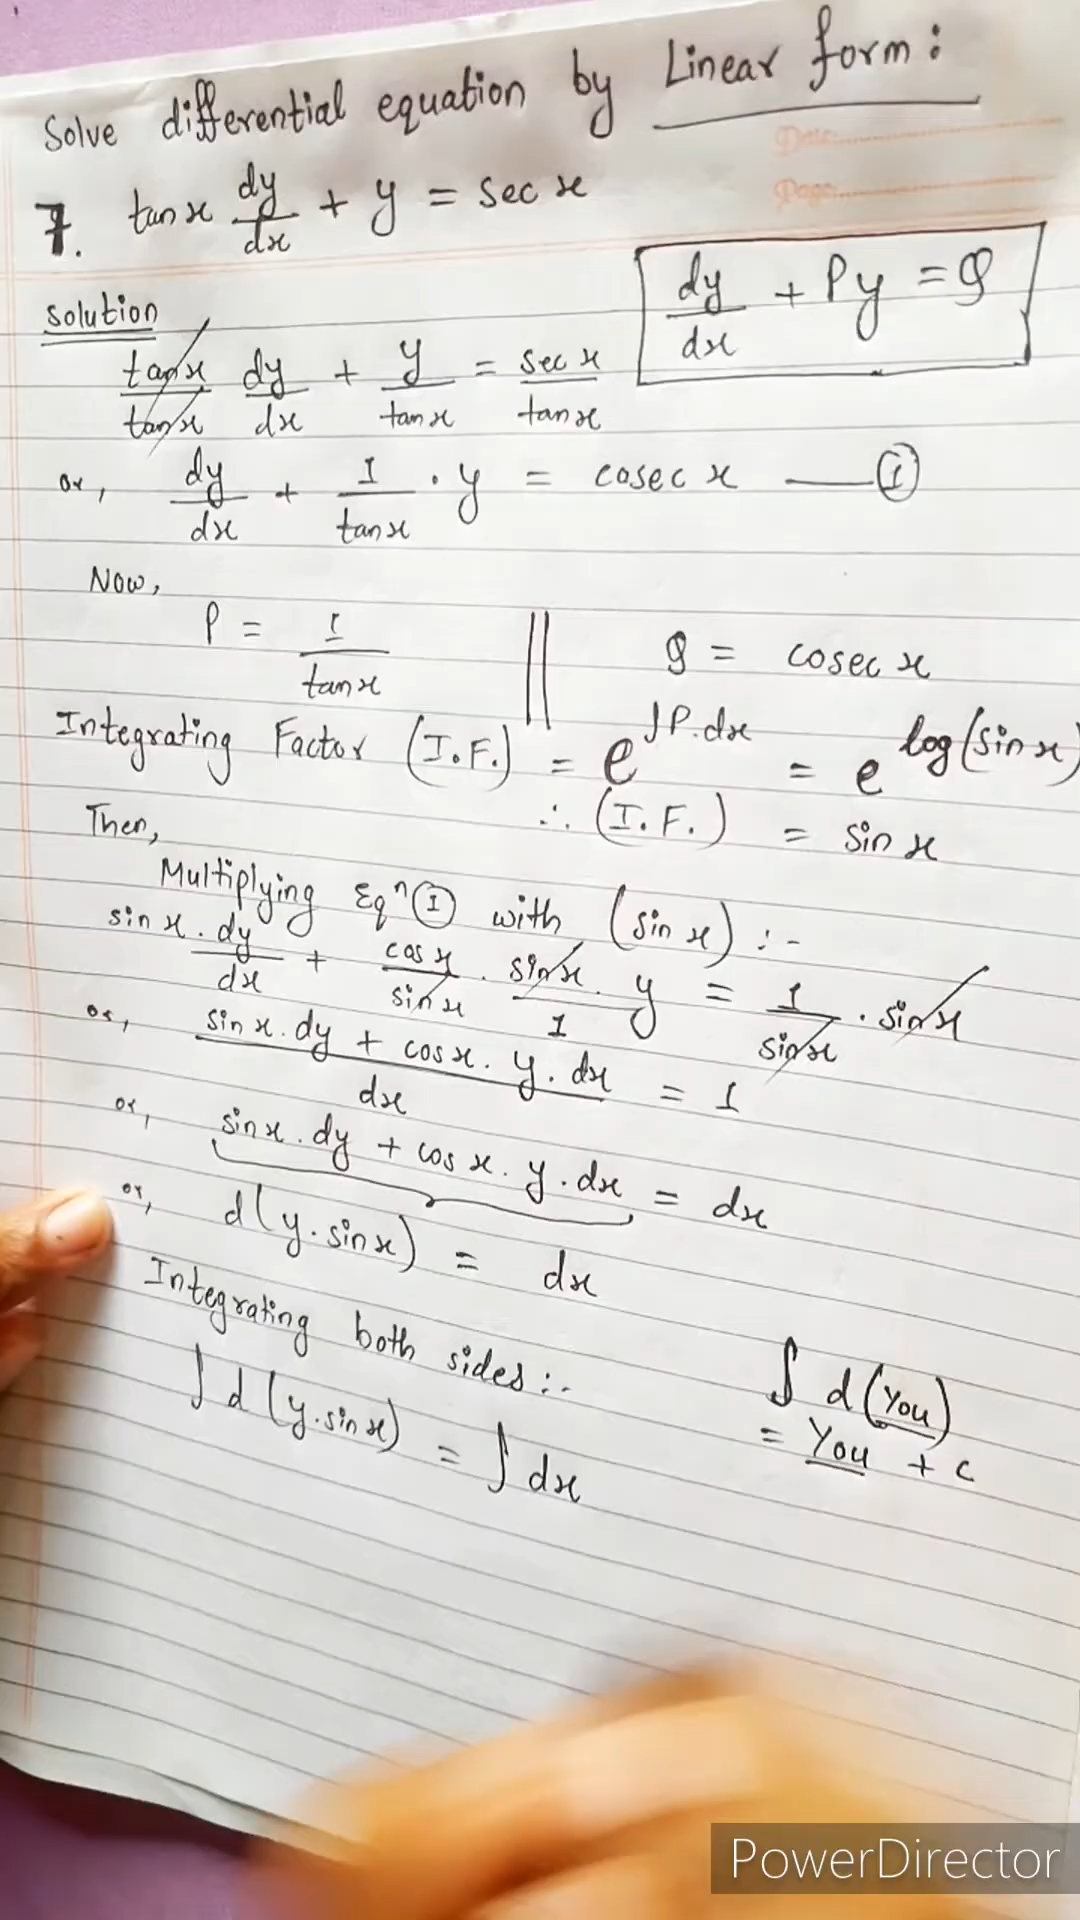 Solve differential equation by Linear form:
Date:
Page:
7. tan x dy/dx + y = sec x
Solution
dy/dx + Py = Q
tan x/tan x dy/dx + y/tan x = sec x/tan x
or, dy/dx + 1/tan x . y = cosec x —— ①
Now,
P = 1/tan x || Q = cosec x
Integrating Factor (I.F.) = e^∫P.dx = e^log(sin x)
∴ (I.F.) = sin x
Then,
Multiplying Eqⁿ ① with (sin x) :-
sin x . dy/dx + cos x/sin x . sin x/1 . y = 1/sin x . sin x
or, sin x . dy + cos x . y . dx/dx = 1
or, sin x . dy + cos x . y . dx = dx
or, d(y . sin x) = dx
Integrating both sides :-
∫ d(y . sin x) = ∫ dx
∫ d(You)
= You + c
PowerDirector